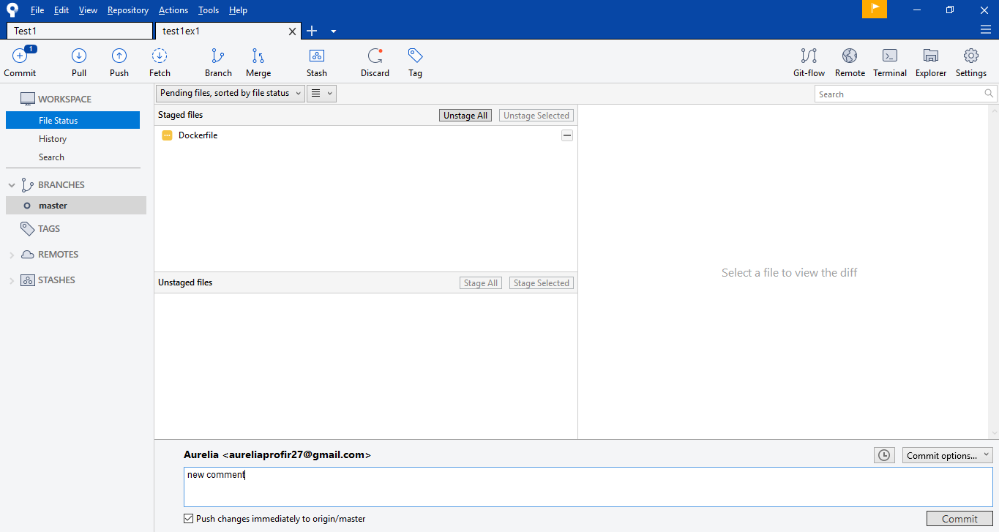 File Edit View Repository Actions Tools Help
Test1 test1ex1
1
Commit Pull Push Fetch Branch Merge Stash Discard Tag Git-flow Remote Terminal Explorer Settings
WORKSPACE
File Status
History
Search
BRANCHES
master
TAGS
REMOTES
STASHES
Pending files, sorted by file status
Search
Staged files Unstage All Unstage Selected
Dockerfile
Unstaged files Stage All Stage Selected
Select a file to view the diff
Aurelia <aureliaprofir27@gmail.com>
Commit options...
new comment
Push changes immediately to origin/master
Commit